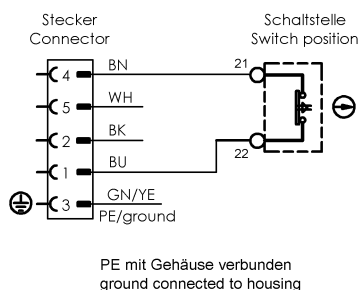 Stecker
Connector
Schaltstelle
Switch position
4 BN 21
5 WH
2 BK
1 BU 22
3 GN/YE
PE/ground
PE mit Gehäuse verbunden
ground connected to housing